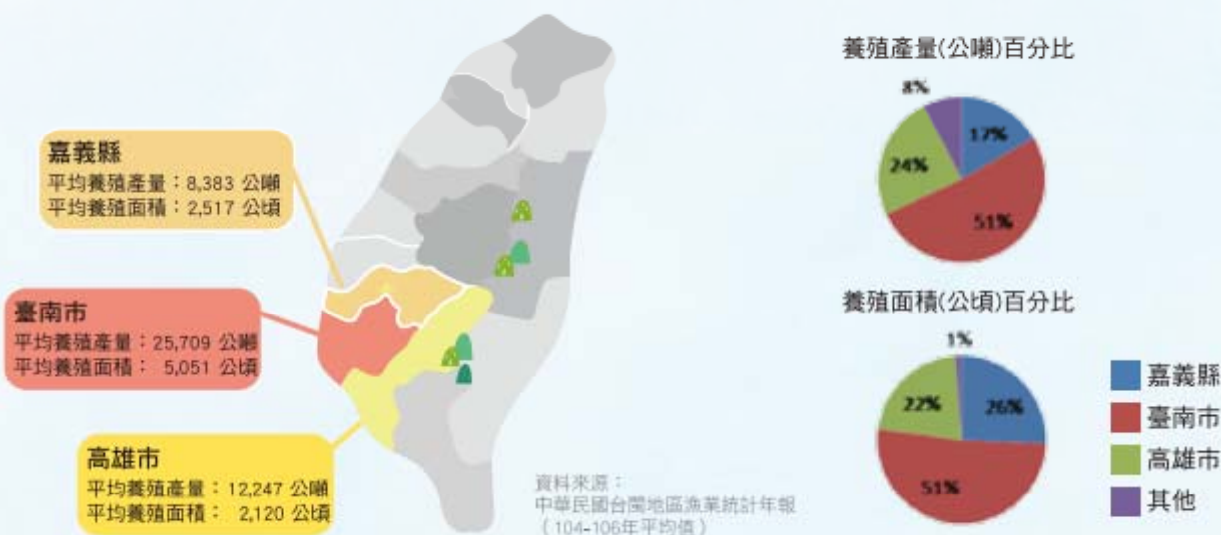 嘉義縣
平均養殖產量：8,383 公噸
平均養殖面積：2,517 公頃
臺南市
平均養殖產量：25,709 公噸
平均養殖面積： 5,051 公頃
高雄市
平均養殖產量：12,247 公噸
平均養殖面積： 2,120 公頃
資料來源：
中華民國台閩地區漁業統計年報
（104-106年平均值）
養殖產量(公噸)百分比
8%
17%
24%
51%
養殖面積(公頃)百分比
1%
22%
26%
51%
嘉義縣
臺南市
高雄市
其他